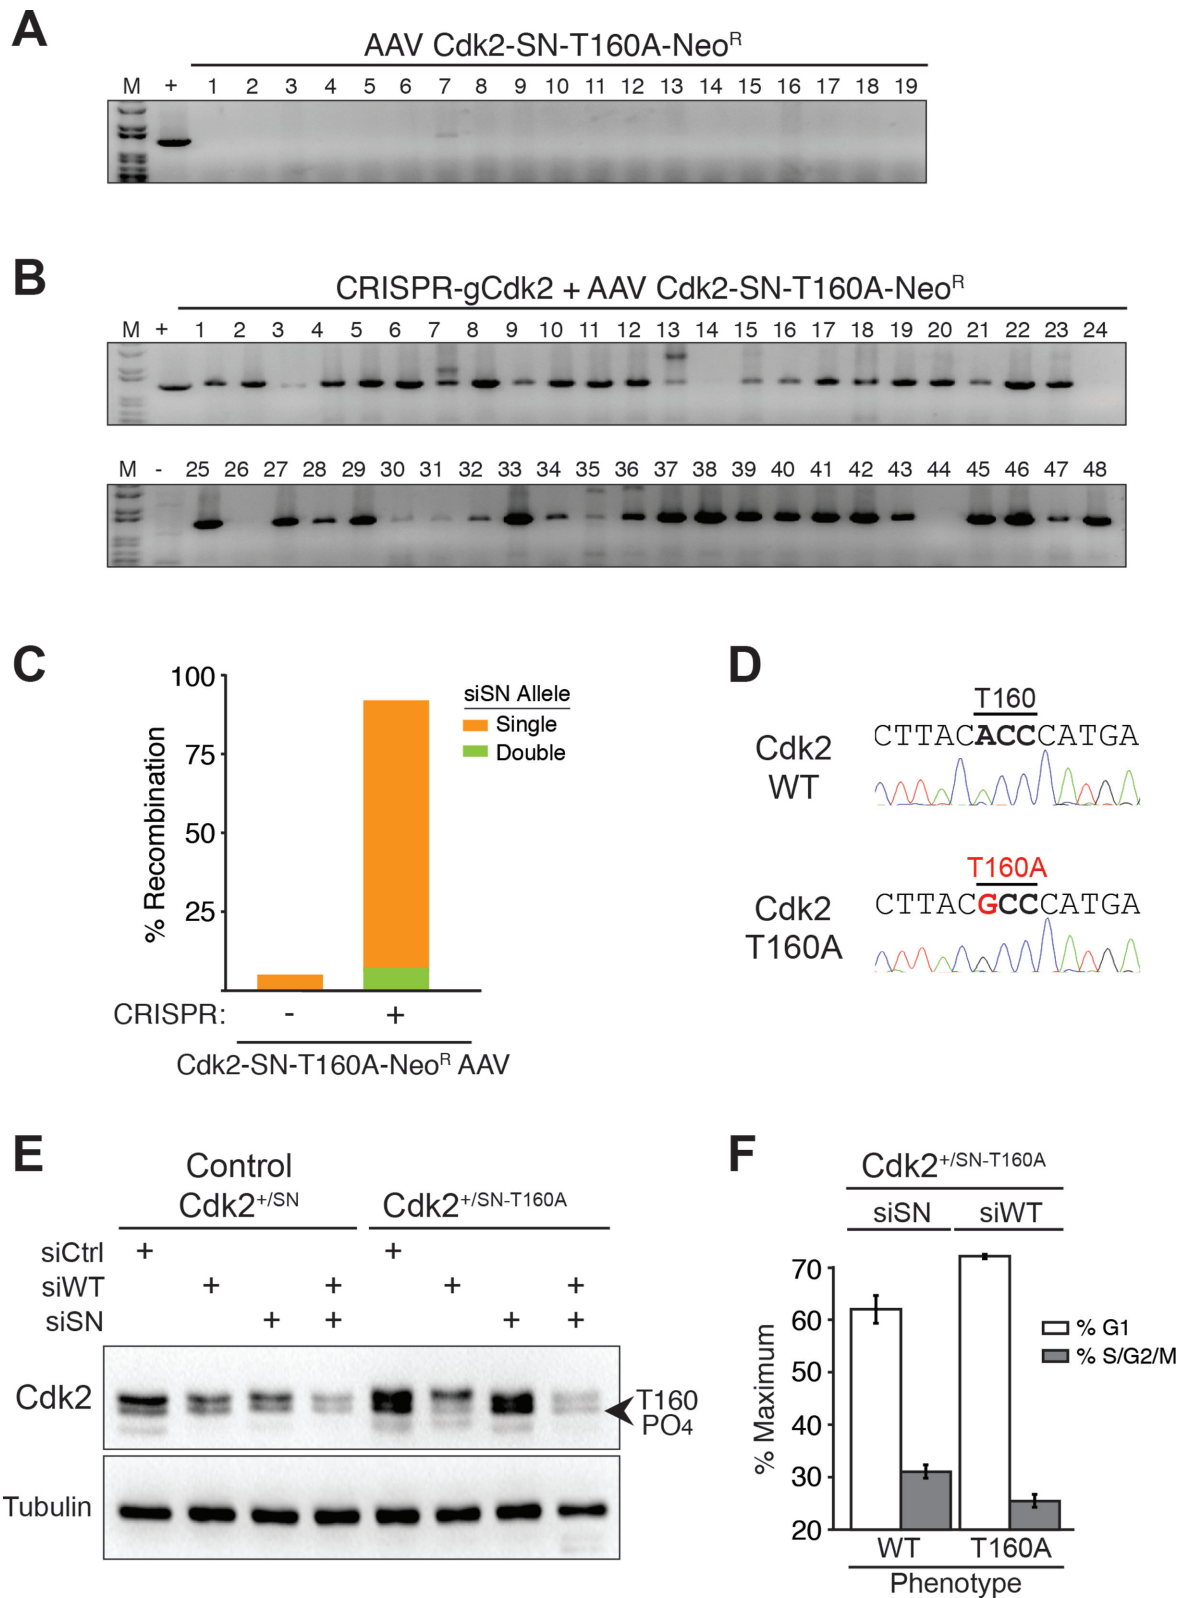 A
AAV Cdk2-SN-T160A-NeoR
M + 1 2 3 4 5 6 7 8 9 10 11 12 13 14 15 16 17 18 19
B
CRISPR-gCdk2 + AAV Cdk2-SN-T160A-NeoR
M + 1 2 3 4 5 6 7 8 9 10 11 12 13 14 15 16 17 18 19 20 21 22 23 24
M - 25 26 27 28 29 30 31 32 33 34 35 36 37 38 39 40 41 42 43 44 45 46 47 48
C
% Recombination
100
75
50
25
siSN Allele
Single
Double
CRISPR: - +
Cdk2-SN-T160A-NeoR AAV
D
Cdk2
WT
T160
CTTACACCCATGA
Cdk2
T160A
T160A
CTTACGCCCATGA
E
Control
Cdk2+/SN
Cdk2+/SN-T160A
siCtrl + +
siWT + + + +
siSN + + + +
Cdk2
T160
PO4
Tubulin
F
Cdk2+/SN-T160A
siSN siWT
% Maximum
70
60
50
40
30
20
% G1
% S/G2/M
WT T160A
Phenotype